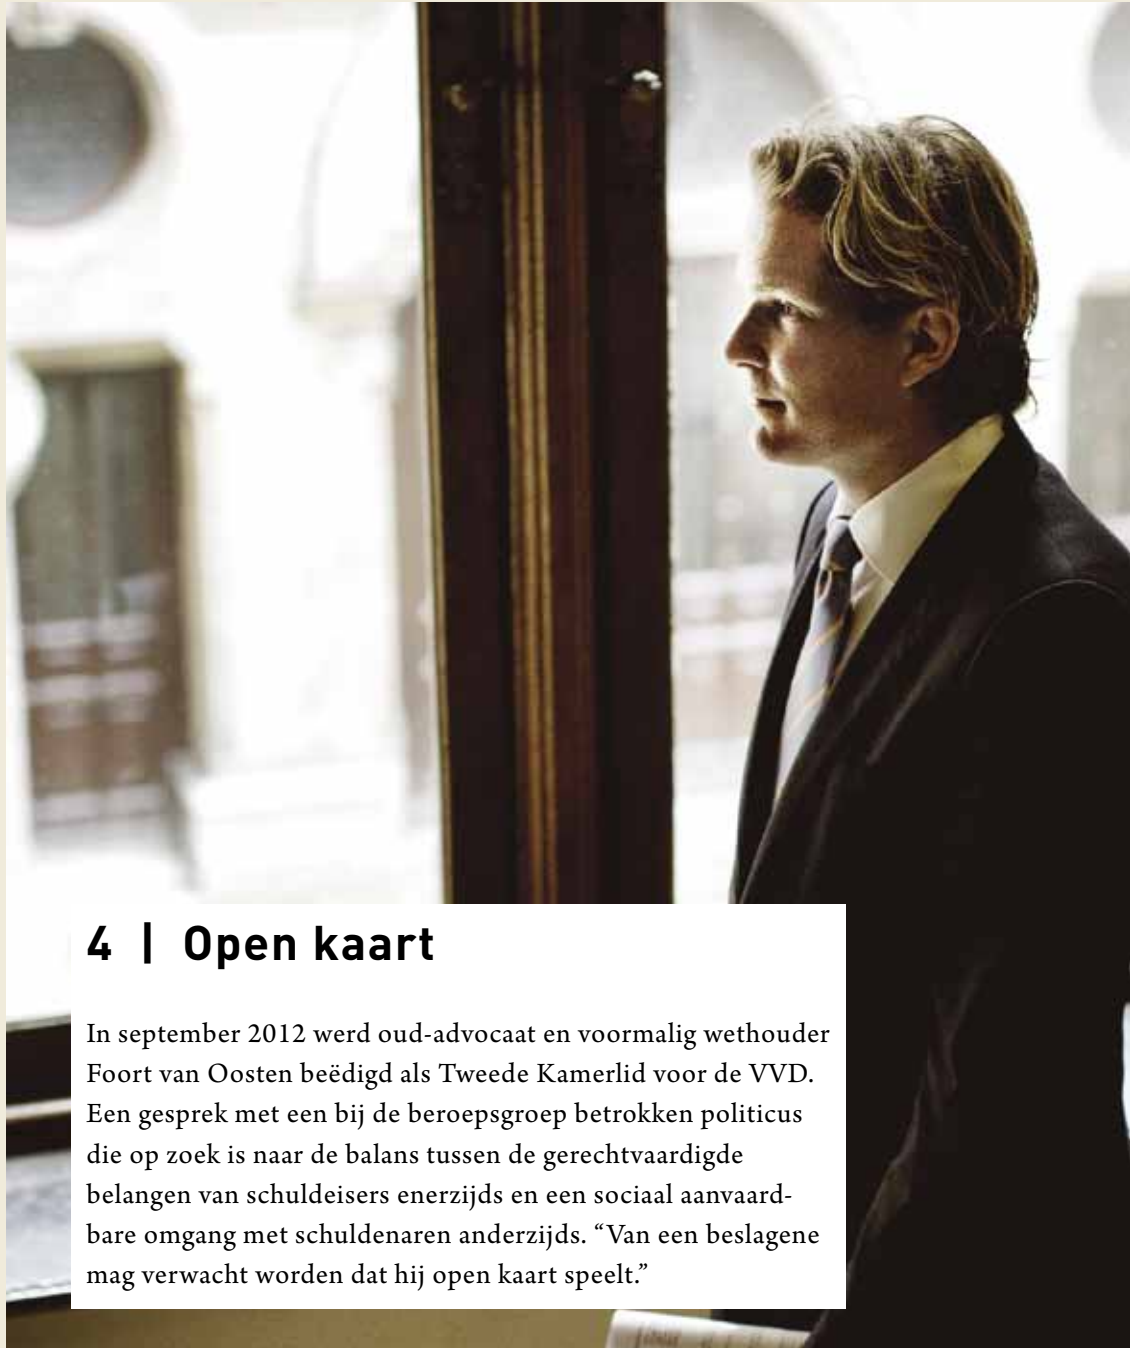 4 | Open kaart
In september 2012 werd oud-advocaat en voormalig wethouder
Foort van Oosten beëdigd als Tweede Kamerlid voor de VVD.
Een gesprek met een bij de beroepsgroep betrokken politicus
die op zoek is naar de balans tussen de gerechtvaardigde
belangen van schuldeisers enerzijds en een sociaal aanvaard-
bare omgang met schuldenaren anderzijds. “Van een beslagene
mag verwacht worden dat hij open kaart speelt.”